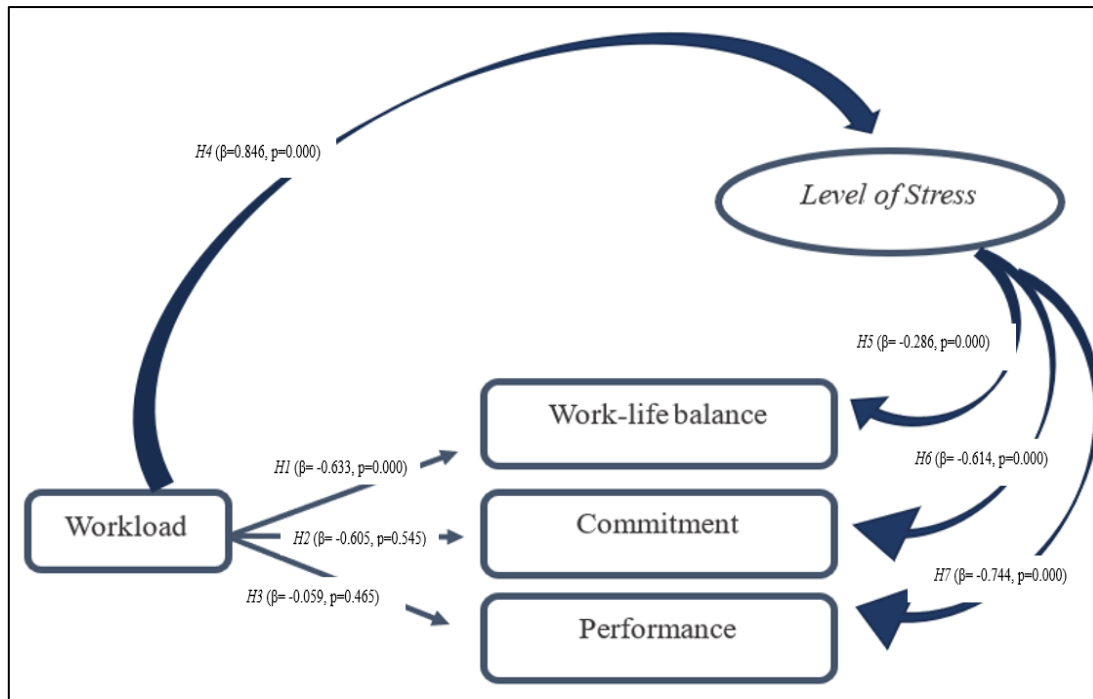 H4 (β=0.846, p=0.000)
Level of Stress
H5 (β= -0.286, p=0.000)
Work-life balance
H1 (β= -0.633, p=0.000)
H6 (β= -0.614, p=0.000)
Workload
H2 (β= -0.605, p=0.545)
Commitment
H7 (β= -0.744, p=0.000)
H3 (β= -0.059, p=0.465)
Performance